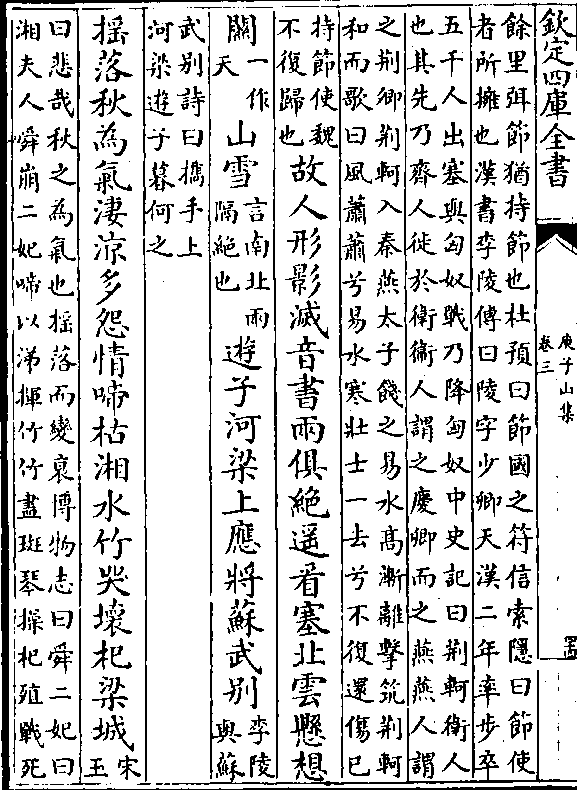 欽定四庫全書
庾子山集
卷三
餘里弭節猶持節也杜預曰節國之符信索隱曰節使
者所擁也漢書李陵傳曰陵字少卿天漢二年率步卒
五千人出塞與匈奴戰乃降匈奴中史記曰荆軻衛人
也其先乃齊人徙於衛衛人謂之慶卿而之燕燕人謂
之荆卿荆軻入秦燕太子餞之易水高漸離擊筑荆軻
和而歌曰風蕭蕭兮易水寒壯士一去兮不復還傷已
持節使魏不復歸也故人形影滅音書兩俱絶遥看塞北雲懸想
關一作天山雪言南北兩隔絶也遊子河梁上應將蘇武别李陵與蘇
武别詩曰攜手上
河梁遊子暮何之
摇落秋為氣凄涼多怨情啼枯湘水竹哭壞杞梁城宋玉
曰悲哉秋之為氣也摇落而變衰博物志曰舜二妃曰
湘夫人舜崩二妃啼以涕揮竹竹盡斑琴操杞殖戰死